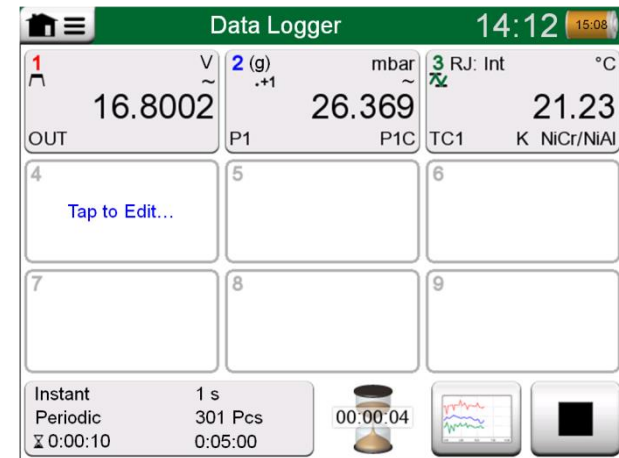 Data Logger 14:12 15:08
1 V ~
16.8002
OUT
2 (g) mbar
.+1 ~
26.369
P1 P1C
3 RJ: Int °C
21.23
TC1 K NiCr/NiAl
4
Tap to Edit...
5
6
7
8
9
Instant 1 s
Periodic 301 Pcs
0:00:10 0:05:00
00:00:04